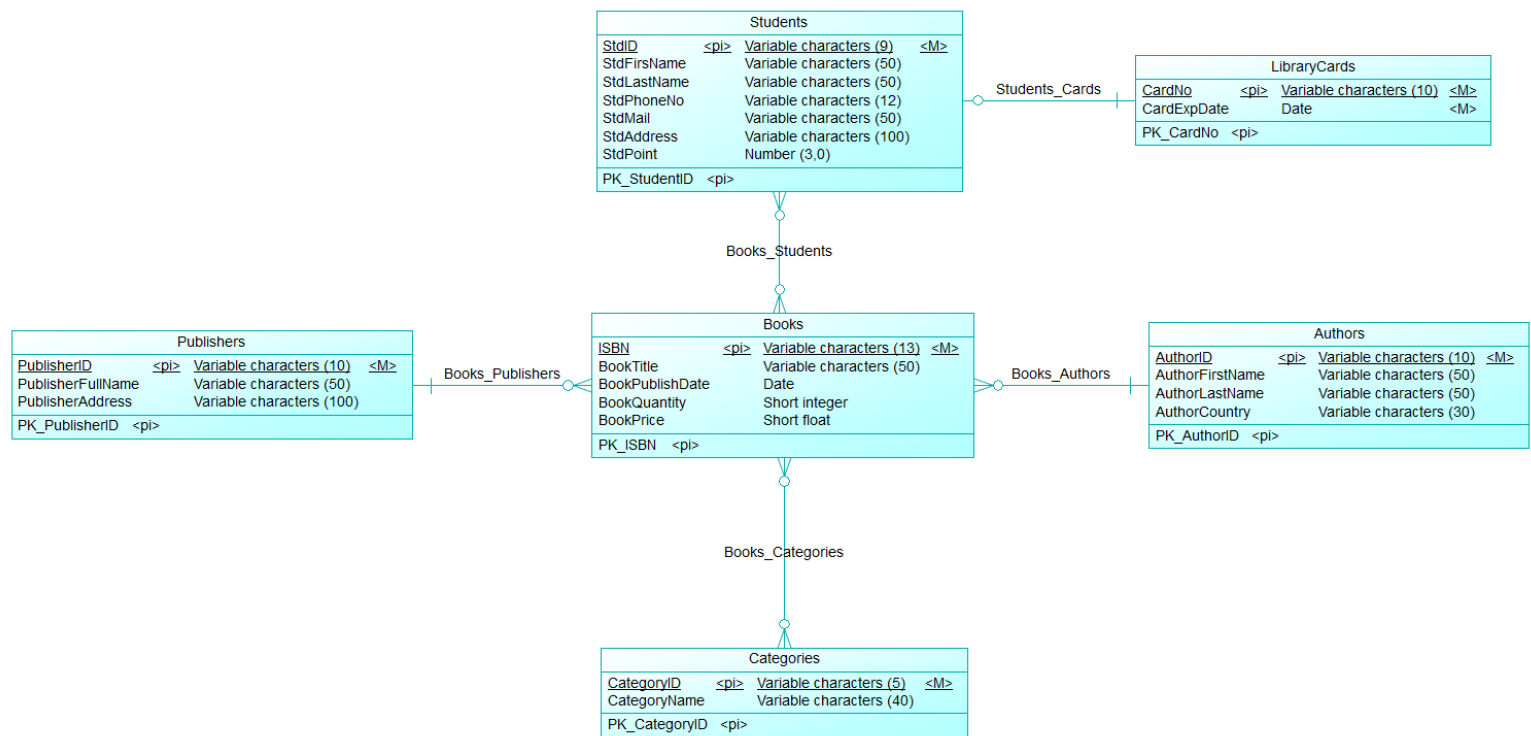 Students
StdID <pi> Variable characters (9) <M>
StdFirsName Variable characters (50)
StdLastName Variable characters (50)
StdPhoneNo Variable characters (12)
StdMail Variable characters (50)
StdAddress Variable characters (100)
StdPoint Number (3,0)
PK_StudentID <pi>
Students_Cards
LibraryCards
CardNo <pi> Variable characters (10) <M>
CardExpDate Date <M>
PK_CardNo <pi>
Books_Students
Publishers
PublisherID <pi> Variable characters (10) <M>
PublisherFullName Variable characters (50)
PublisherAddress Variable characters (100)
PK_PublisherID <pi>
Books_Publishers
Books
ISBN <pi> Variable characters (13) <M>
BookTitle Variable characters (50)
BookPublishDate Date
BookQuantity Short integer
BookPrice Short float
PK_ISBN <pi>
Books_Authors
Authors
AuthorID <pi> Variable characters (10) <M>
AuthorFirstName Variable characters (50)
AuthorLastName Variable characters (50)
AuthorCountry Variable characters (30)
PK_AuthorID <pi>
Books_Categories
Categories
CategoryID <pi> Variable characters (5) <M>
CategoryName Variable characters (40)
PK_CategoryID <pi>